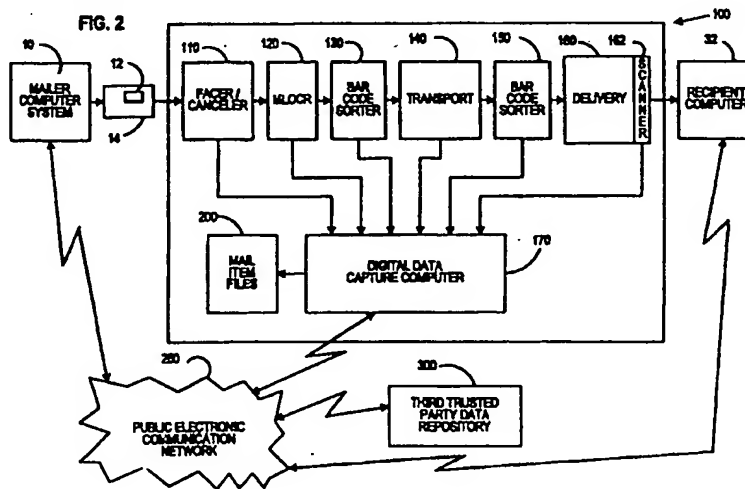 FIG. 2
100
10
12
110
120
130
140
150
160
162
32
MAILER
COMPUTER
SYSTEM
14
FACER /
CANCELER
MLOCR
BAR
CODE
SORTER
TRANSPORT
BAR
CODE
SORTER
DELIVERY
SCANNER
RECIPIENT
COMPUTER
200
MAIL
ITEM
FILES
DIGITAL DATA
CAPTURE COMPUTER
170
250
PUBLIC ELECTRONIC
COMMUNICATION
NETWORK
300
THIRD TRUSTED
PARTY DATA
REPOSITORY